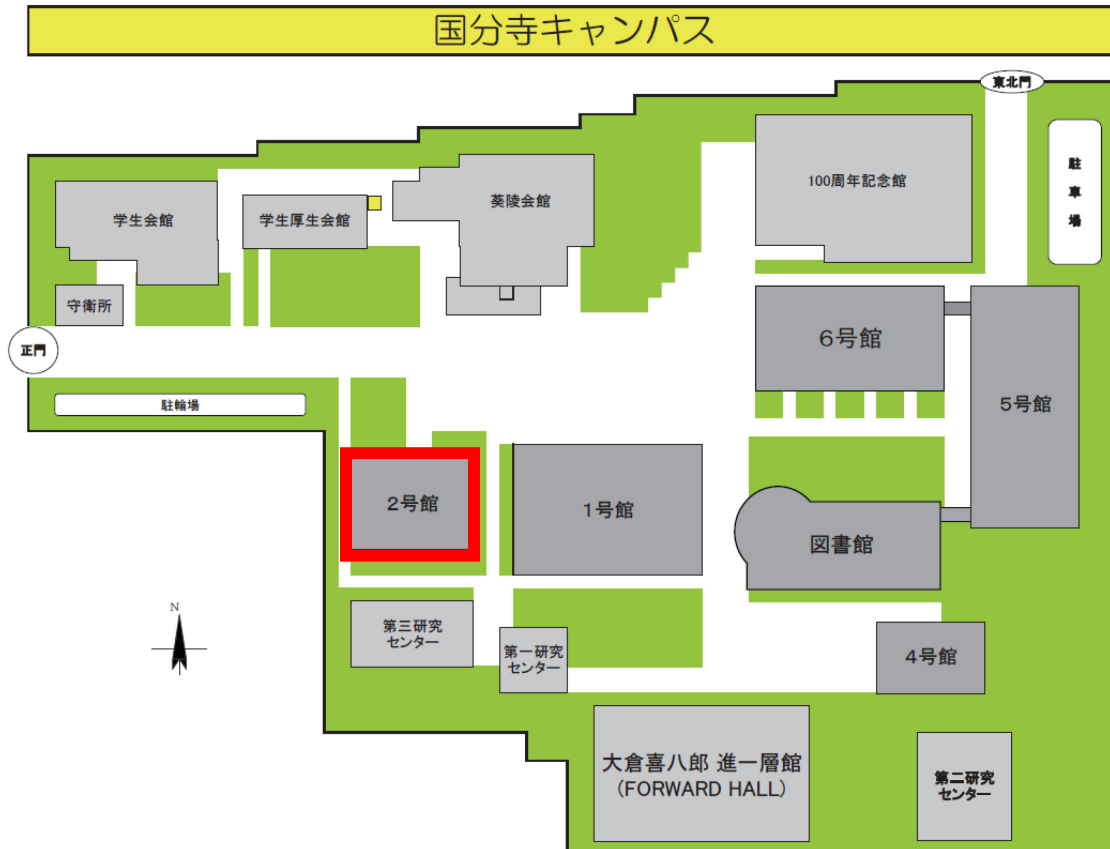 国分寺キャンパス
東北門
駐車場
100周年記念館
葵陵会館
学生会館
学生厚生会館
守衛所
正門
6号館
5号館
駐輪場
2号館
1号館
図書館
N
第三研究
センター
第一研究
センター
4号館
大倉喜八郎 進一層館
(FORWARD HALL)
第二研究
センター